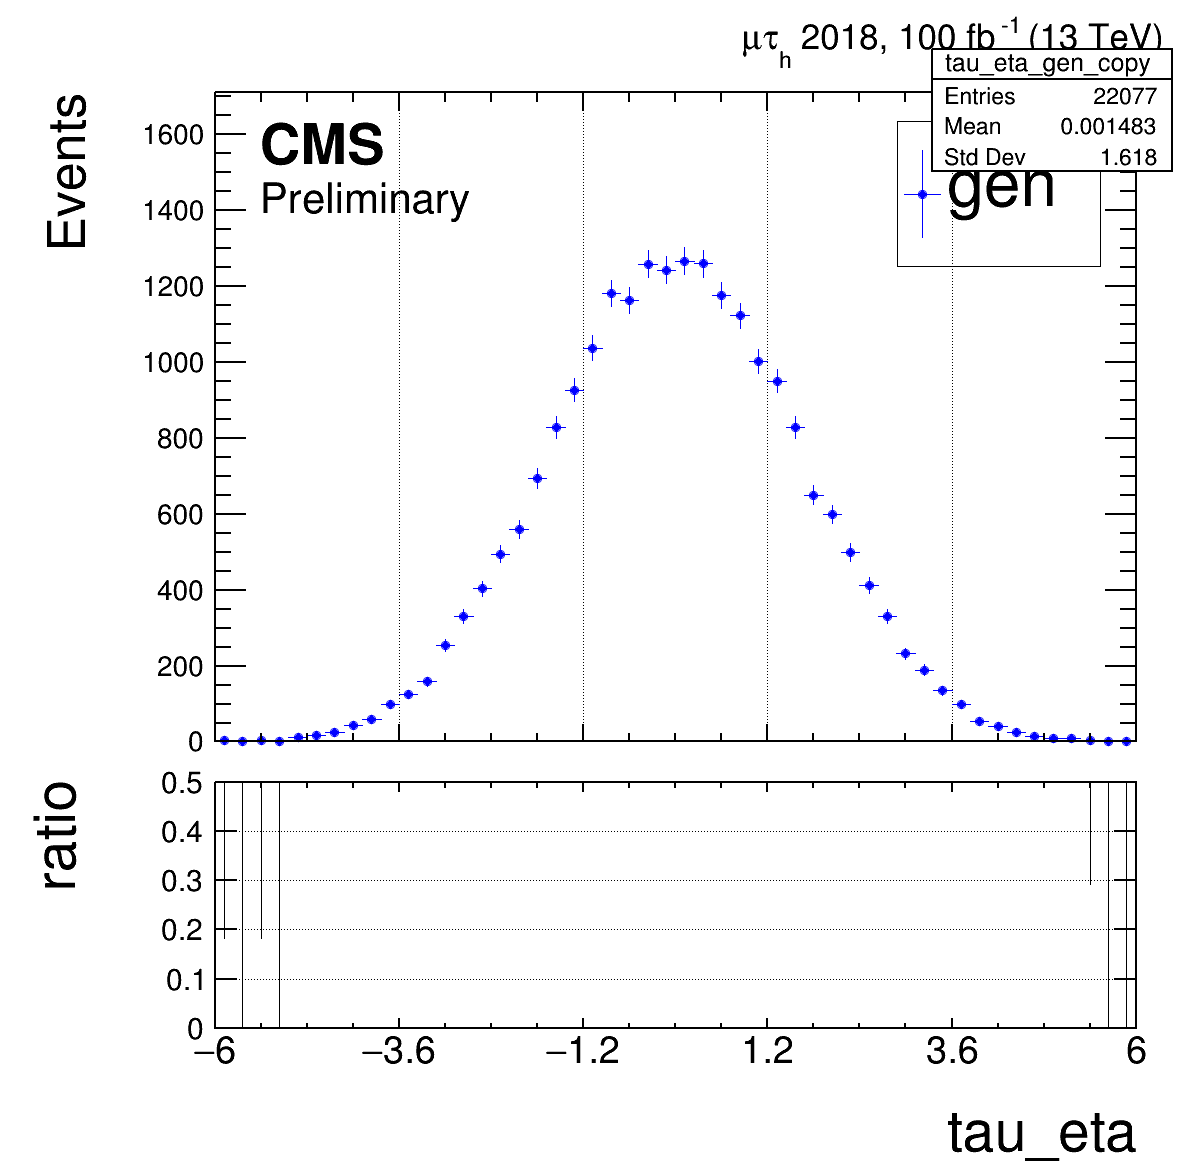 μτh 2018, 100 fb-1 (13 TeV)
tau_eta_gen_copy
Entries 22077
Mean 0.001483
Std Dev 1.618
CMS
Preliminary
gen
Events
1600
1400
1200
1000
800
600
400
200
0
ratio
0.5
0.4
0.3
0.2
0.1
0
−6 −3.6 −1.2 1.2 3.6 6
tau_eta